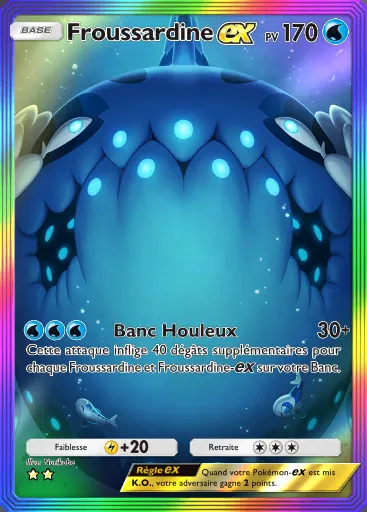 BASE Froussardine ex PV 170
Banc Houleux 30+
Cette attaque inflige 40 dégâts supplémentaires pour
chaque Froussardine et Froussardine-ex sur votre Banc.
Faiblesse +20 Retraite
Illus.
Règle ex Quand votre Pokémon-ex est mis
K.O., votre adversaire gagne 2 points.